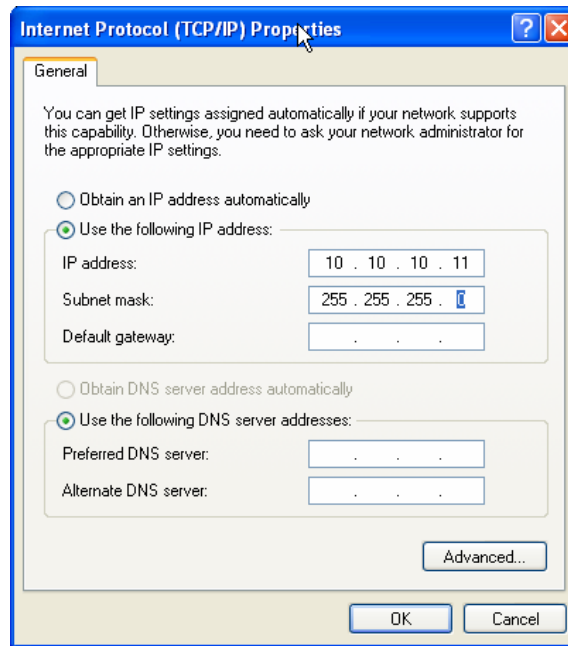 Internet Protocol (TCP/IP) Properties
General
You can get IP settings assigned automatically if your network supports
this capability. Otherwise, you need to ask your network administrator for
the appropriate IP settings.
Obtain an IP address automatically
Use the following IP address:
IP address: 10 . 10 . 10 . 11
Subnet mask: 255 . 255 . 255 . 0
Default gateway: . . .
Obtain DNS server address automatically
Use the following DNS server addresses:
Preferred DNS server: . . .
Alternate DNS server: . . .
Advanced...
OK Cancel